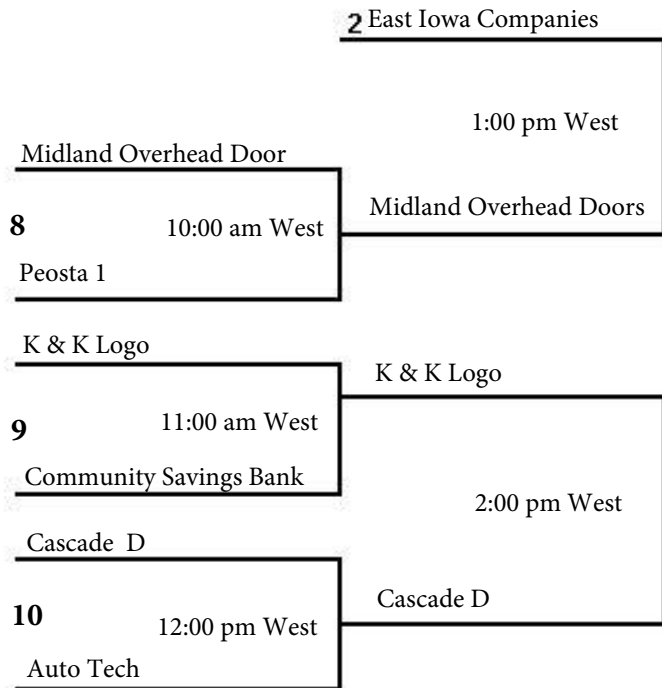 2 East Iowa Companies
1:00 pm West
Midland Overhead Door
Midland Overhead Doors
8 10:00 am West
Peosta 1
K & K Logo
K & K Logo
9 11:00 am West
Community Savings Bank
2:00 pm West
Cascade D
Cascade D
10 12:00 pm West
Auto Tech